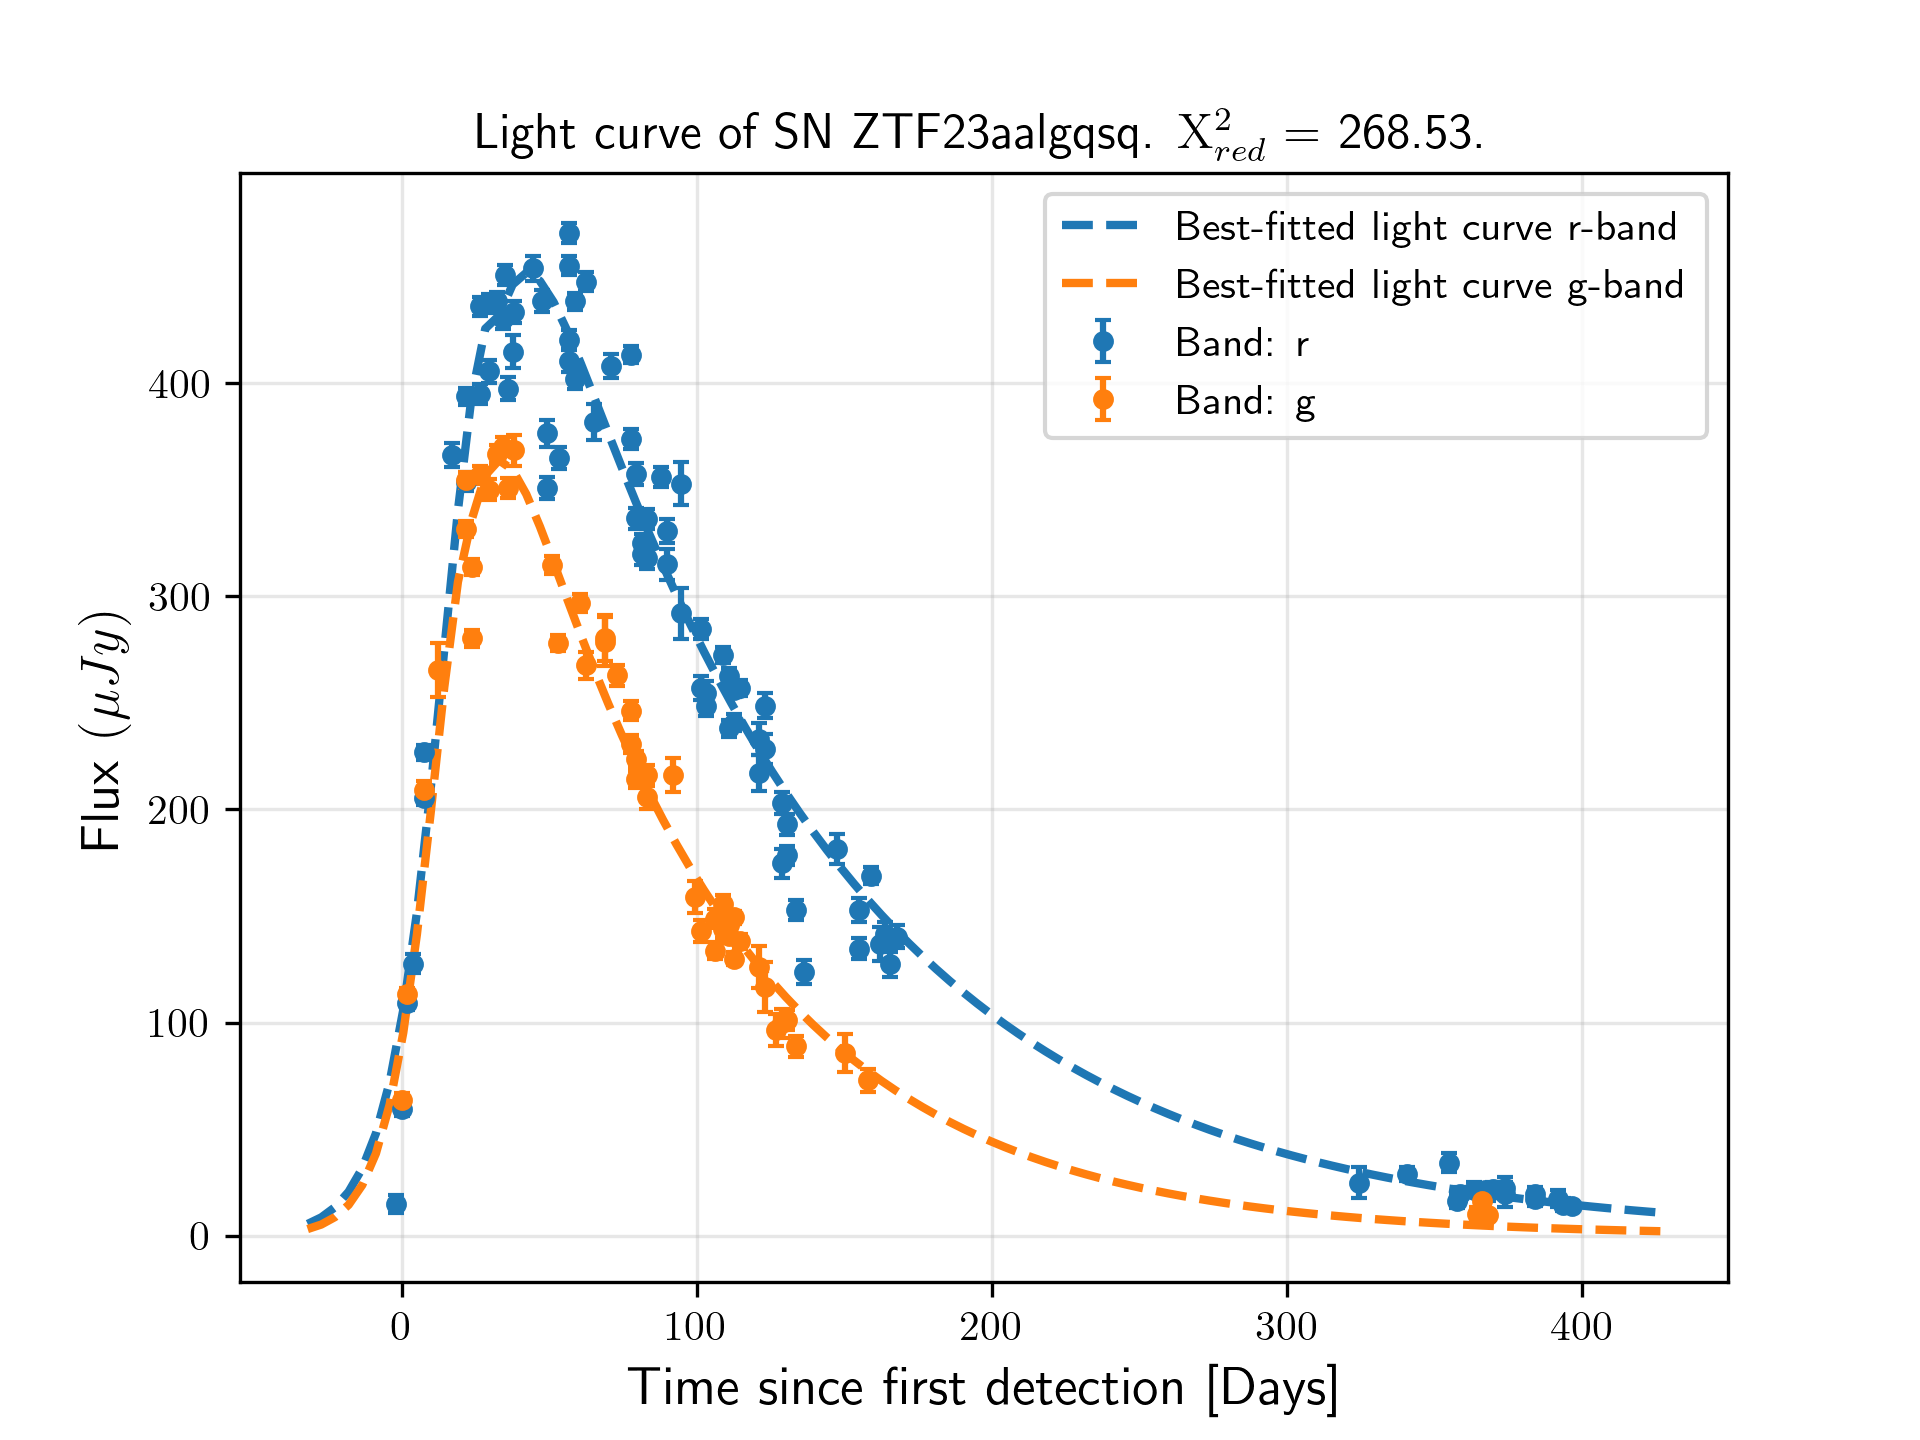 Light curve of SN ZTF23aalgqsq. X²_red = 268.53.
Best-fitted light curve r-band
Best-fitted light curve g-band
Band: r
Band: g
Flux (μJy)
400
300
200
100
0
0 100 200 300 400
Time since first detection [Days]